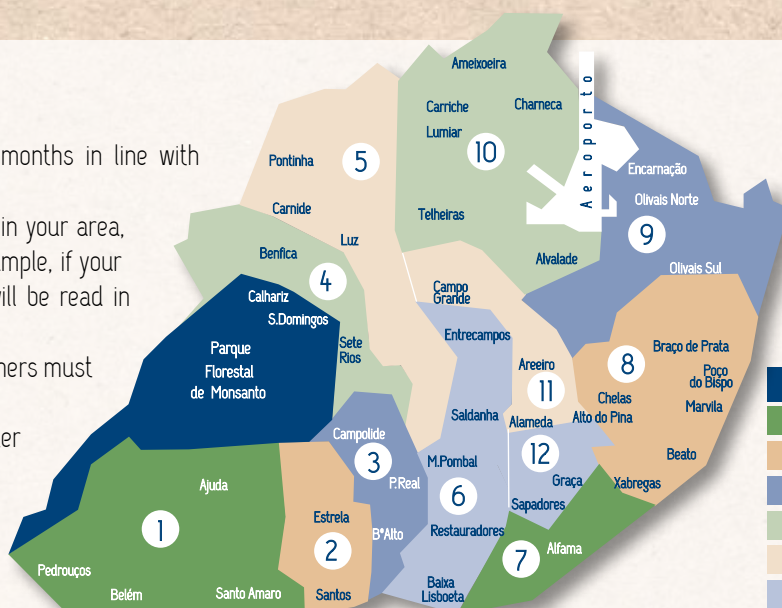 months in line with
in your area,
mple, if your
ill be read in
ners must
er
Ameixoeira
Carriche
Charneca
Lumiar
10
Aeroporto
Pontinha
5
Encarnação
Olivais Norte
Carnide
Telheiras
9
Luz
Benfica
Alvalade
Olivais Sul
4
Calhariz
Campo
Grande
S.Domingos
Entrecampos
Sete
Rios
Parque
Florestal
de Monsanto
Braço de Prata
Areeiro
8
Poço
do Bispo
11
Chelas
Marvila
Saldanha
Alameda
Alto do Pina
Campolide
12
3
M.Pombal
Beato
P.Real
Graça
Xabregas
Ajuda
6
Sapadores
Estrela
1
BºAlto
Restauradores
2
7
Alfama
Pedrouços
Belém
Santo Amaro
Santos
Baixa
Lisboeta